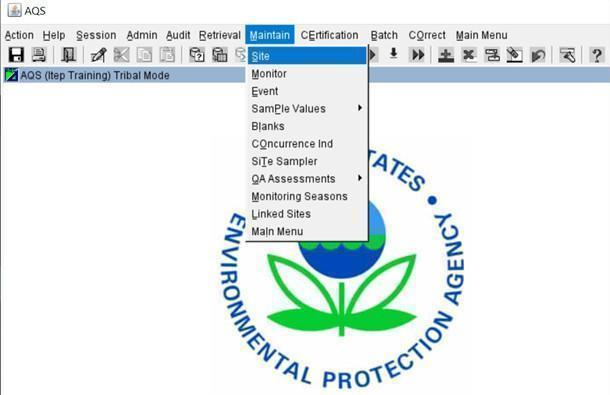 AQS
Action Help Session Admin Audit Retrieval Maintain CErtification Batch COrrect Main Menu
AQS (Itep Training) Tribal Mode
Site
Monitor
Event
SamPle Values
Blanks
COncurrence Ind
SiTe Sampler
QA Assessments
Monitoring Seasons
Linked Sites
MaIn Menu
TATES
ENVIRONMENTAL PROTECTION AGENCY